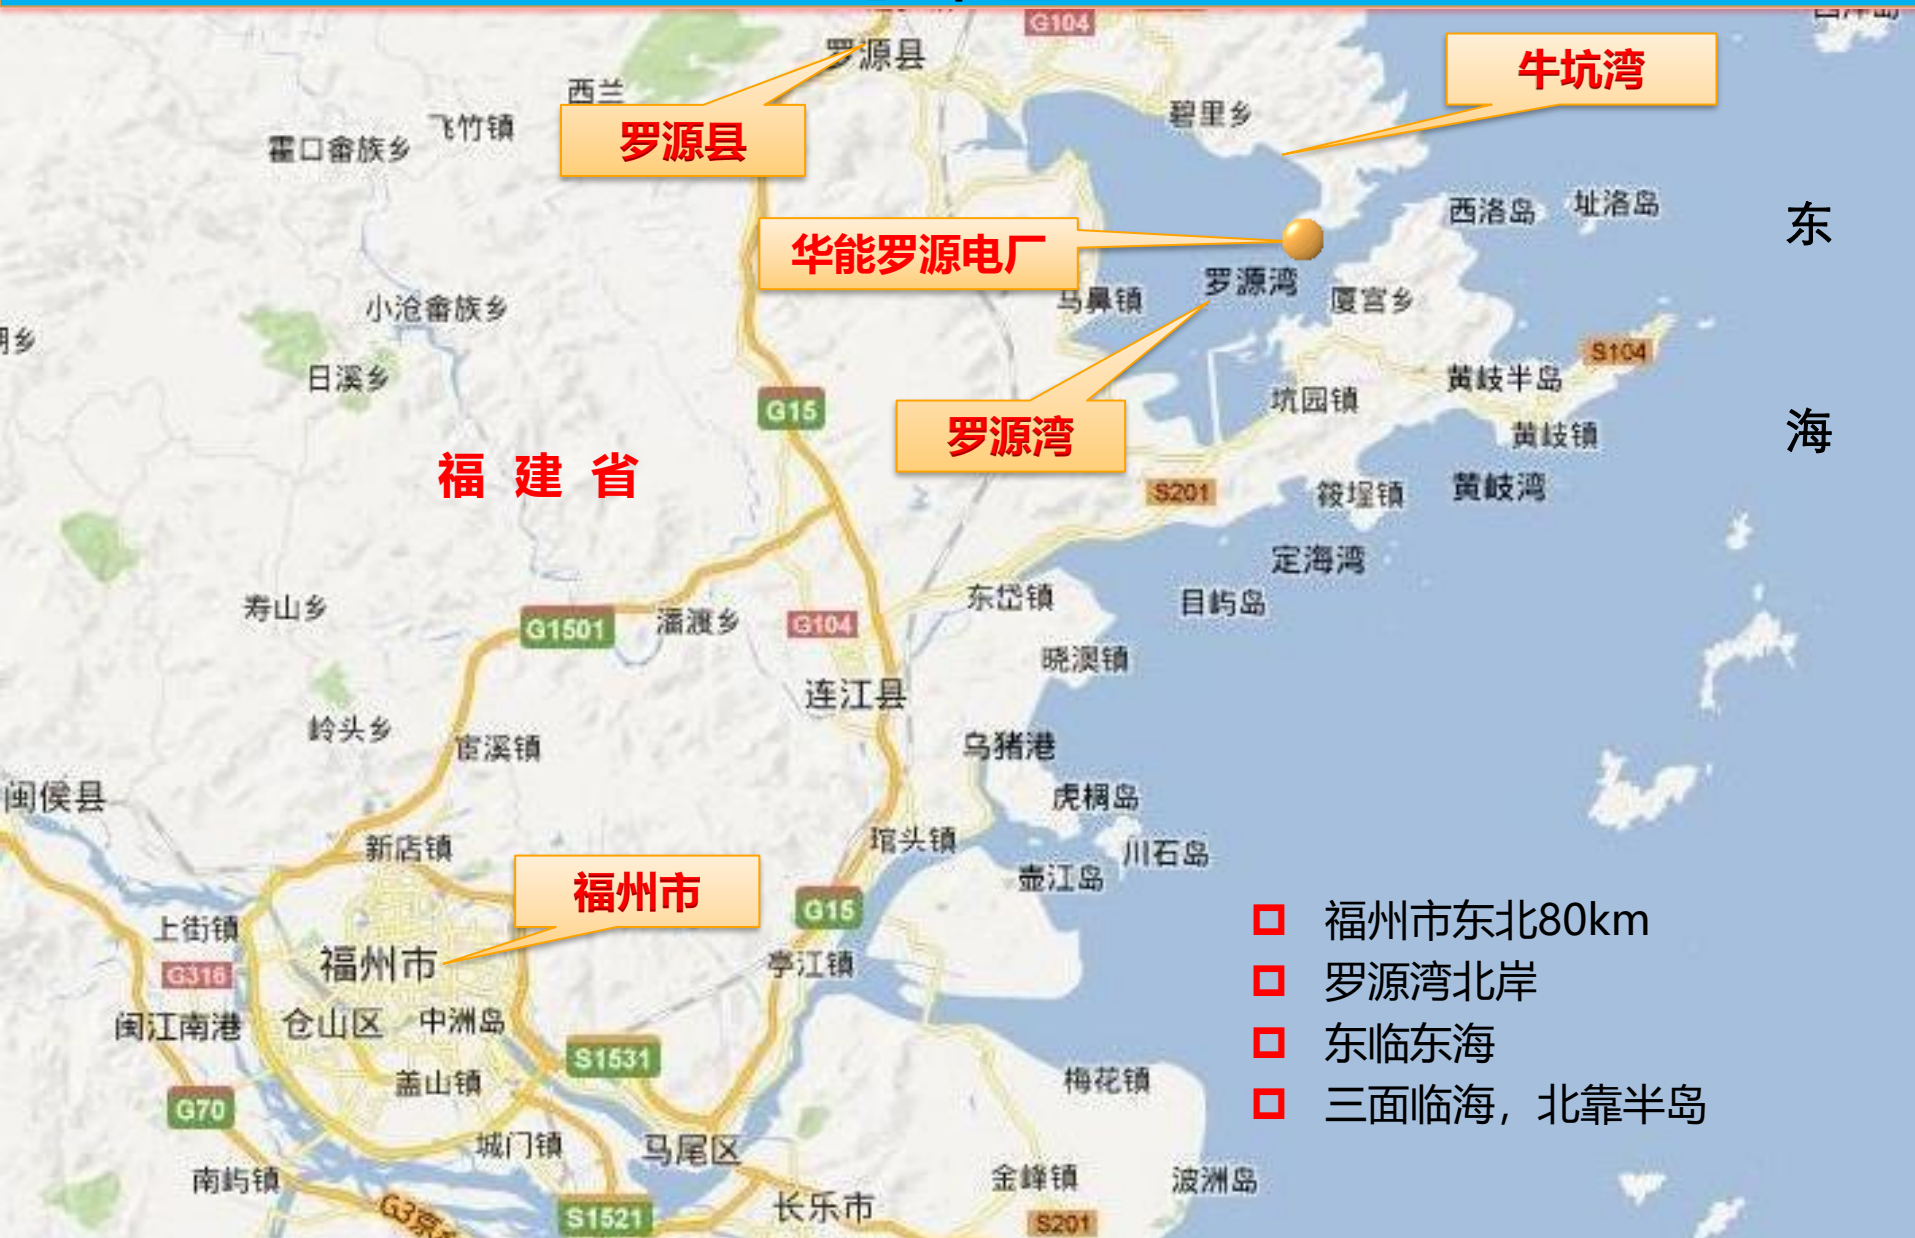 G104
罗源县
西兰
牛坑湾
碧里乡
飞竹镇
霍口畲族乡
罗源县
西洛岛
址洛岛
东
华能罗源电厂
罗源湾
马鼻镇
厦宫乡
小沧畲族乡
日溪乡
S104
黄岐半岛
坑园镇
G15
罗源湾
黄岐镇
海
福 建 省
S201
筱埕镇
黄岐湾
定海湾
寿山乡
东岱镇
目屿岛
G1501
潘渡乡
G104
晓澳镇
连江县
岭头乡
宦溪镇
乌猪港
闽侯县
虎橱岛
新店镇
琯头镇
川石岛
壶江岛
福州市
G15
上街镇
福州市
亭江镇
G316
闽江南港
仓山区
中洲岛
S1531
盖山镇
梅花镇
G70
城门镇
马尾区
南屿镇
金峰镇
波洲岛
长乐市
S1521
S201
福州市东北80km
罗源湾北岸
东临东海
三面临海，北靠半岛